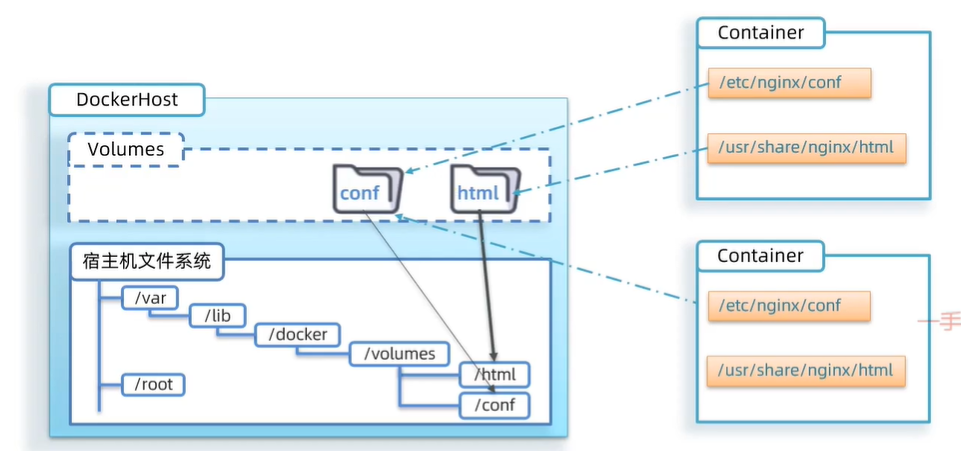 DockerHost
Volumes
conf
html
宿主机文件系统
/var
/lib
/docker
/volumes
/root
/html
/conf
Container
/etc/nginx/conf
/usr/share/nginx/html
Container
/etc/nginx/conf
/usr/share/nginx/html
一手